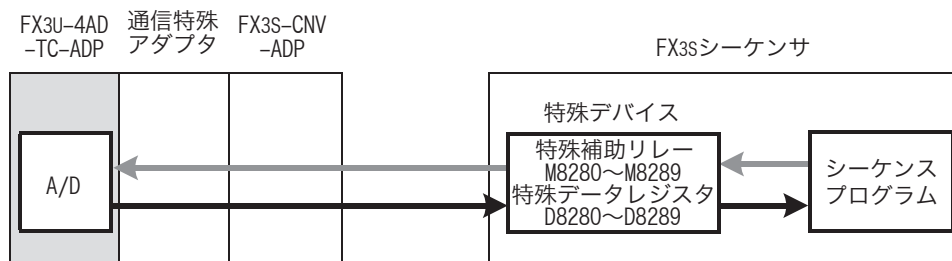 FX3U-4AD
-TC-ADP
通信特殊
アダプタ
FX3S-CNV
-ADP
FX3Sシーケンサ
特殊デバイス
A/D
特殊補助リレー
M8280～M8289
特殊データレジスタ
D8280～D8289
シーケンス
プログラム